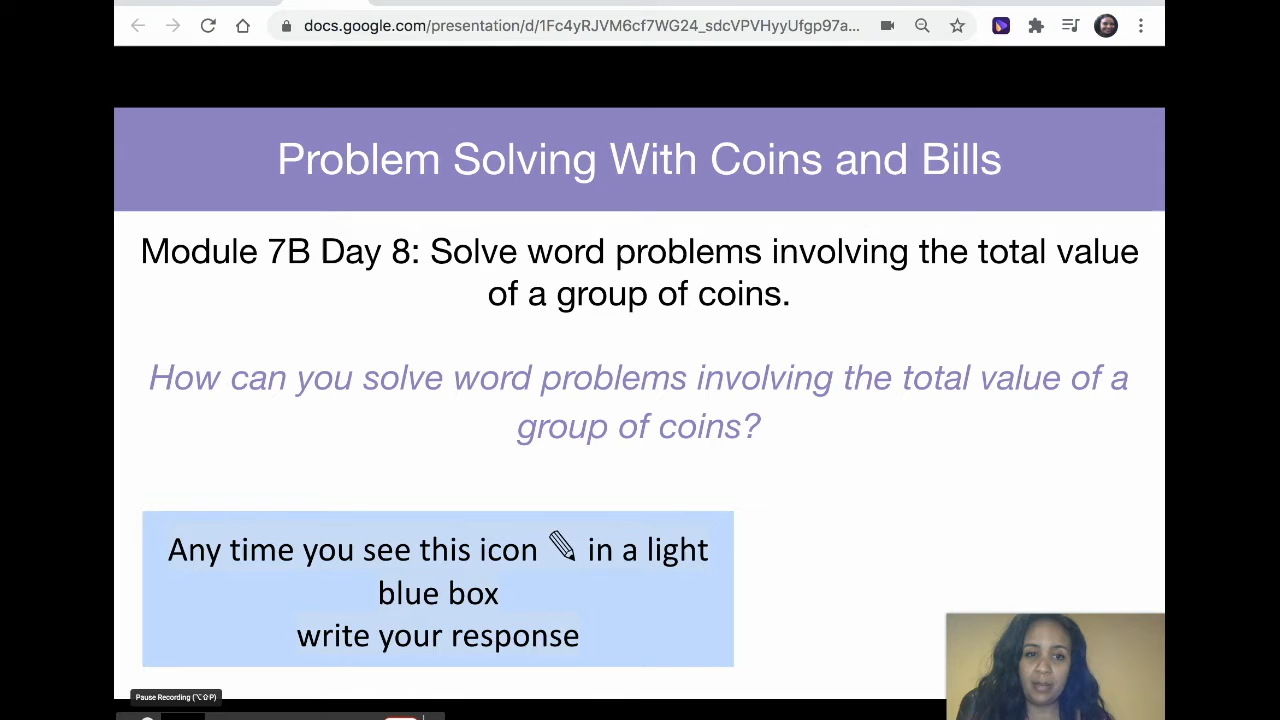 docs.google.com/presentation/d/1Fc4yRJVM6cf7WG24_sdcVPVHyyUfgp97a...
Problem Solving With Coins and Bills
Module 7B Day 8: Solve word problems involving the total value
of a group of coins.
How can you solve word problems involving the total value of a
group of coins?
Any time you see this icon ✎ in a light
blue box
write your response
Pause Recording (⌥⇧P)